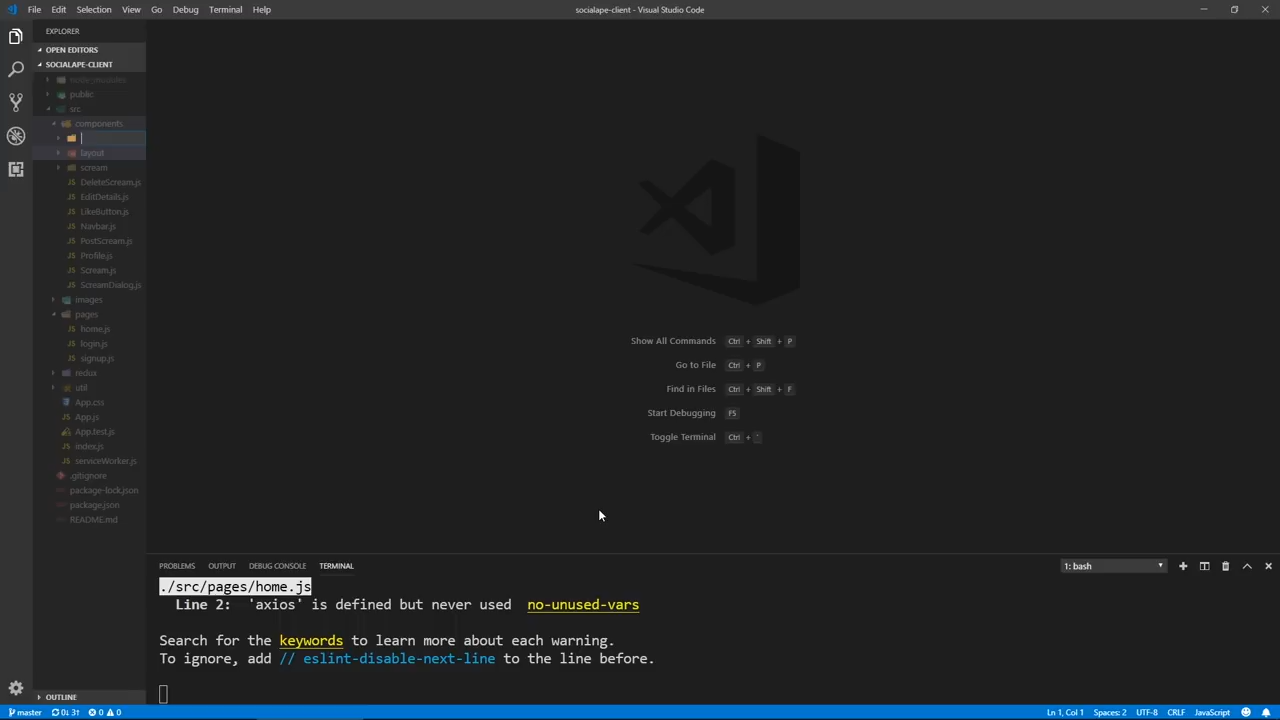 File Edit Selection View Go Debug Terminal Help
socialape-client - Visual Studio Code
EXPLORER
OPEN EDITORS
SOCIALAPE-CLIENT
node_modules
public
src
components
layout
scream
DeleteScream.js
EditDetails.js
LikeButton.js
Navbar.js
PostScream.js
Profile.js
Scream.js
ScreamDialog.js
images
pages
home.js
login.js
signup.js
redux
util
App.css
App.js
App.test.js
index.js
serviceWorker.js
.gitignore
package-lock.json
package.json
README.md
OUTLINE
Show All Commands Ctrl + Shift + P
Go to File Ctrl + P
Find in Files Ctrl + Shift + F
Start Debugging F5
Toggle Terminal Ctrl + `
PROBLEMS OUTPUT DEBUG CONSOLE TERMINAL
1: bash
./src/pages/home.js
Line 2: 'axios' is defined but never used no-unused-vars
Search for the keywords to learn more about each warning.
To ignore, add // eslint-disable-next-line to the line before.
master 0↓ 3↑ 0 0
Ln 1, Col 1 Spaces: 2 UTF-8 CRLF JavaScript